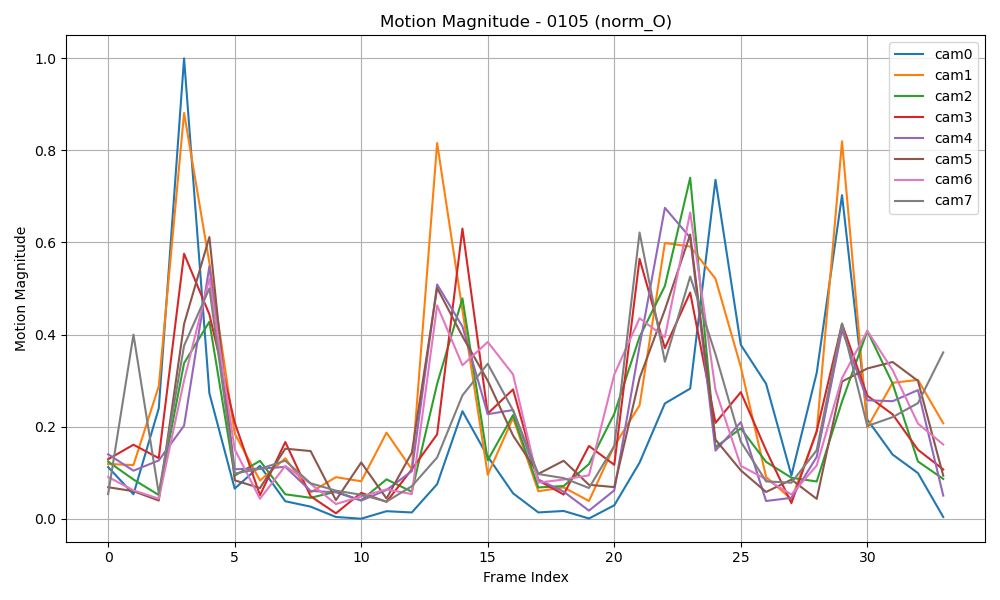 Motion Magnitude - 0105 (norm_O)
Motion Magnitude
1.0
0.8
0.6
0.4
0.2
0.0
0 5 10 15 20 25 30
Frame Index
cam0
cam1
cam2
cam3
cam4
cam5
cam6
cam7